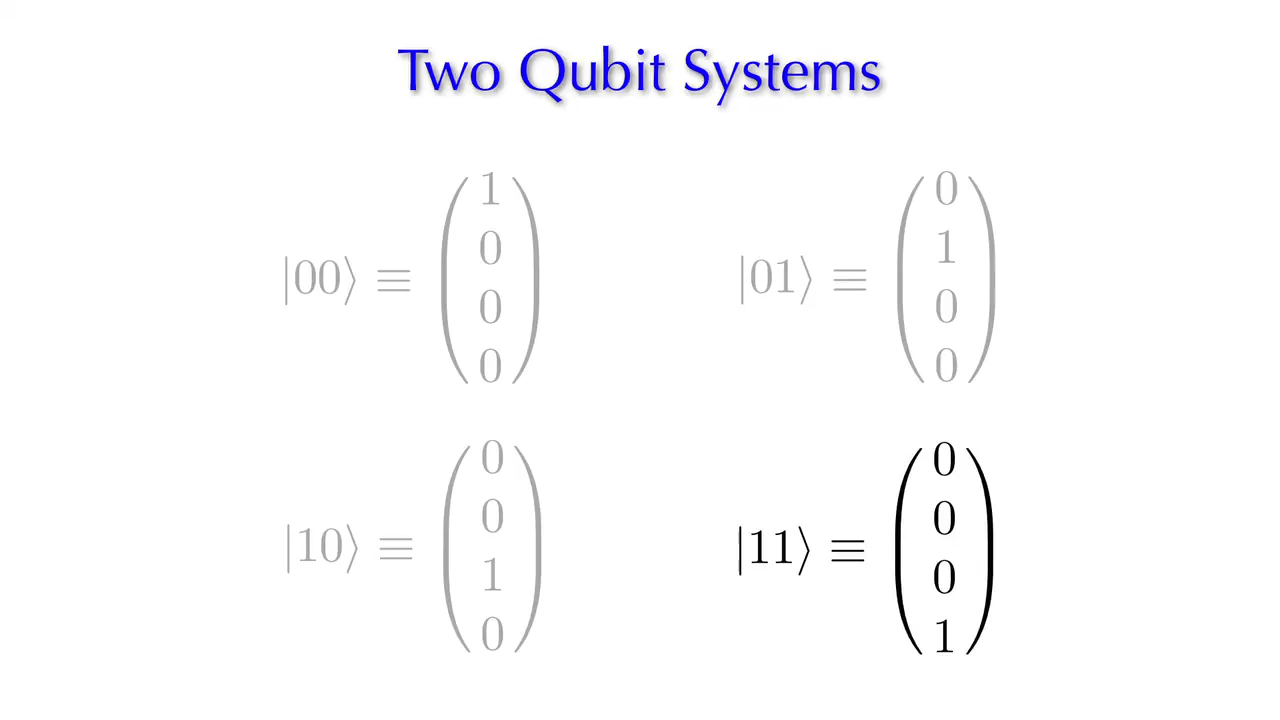 Two Qubit Systems
|00⟩ ≡ (1 0 0 0)
|01⟩ ≡ (0 1 0 0)
|10⟩ ≡ (0 0 1 0)
|11⟩ ≡ (0 0 0 1)